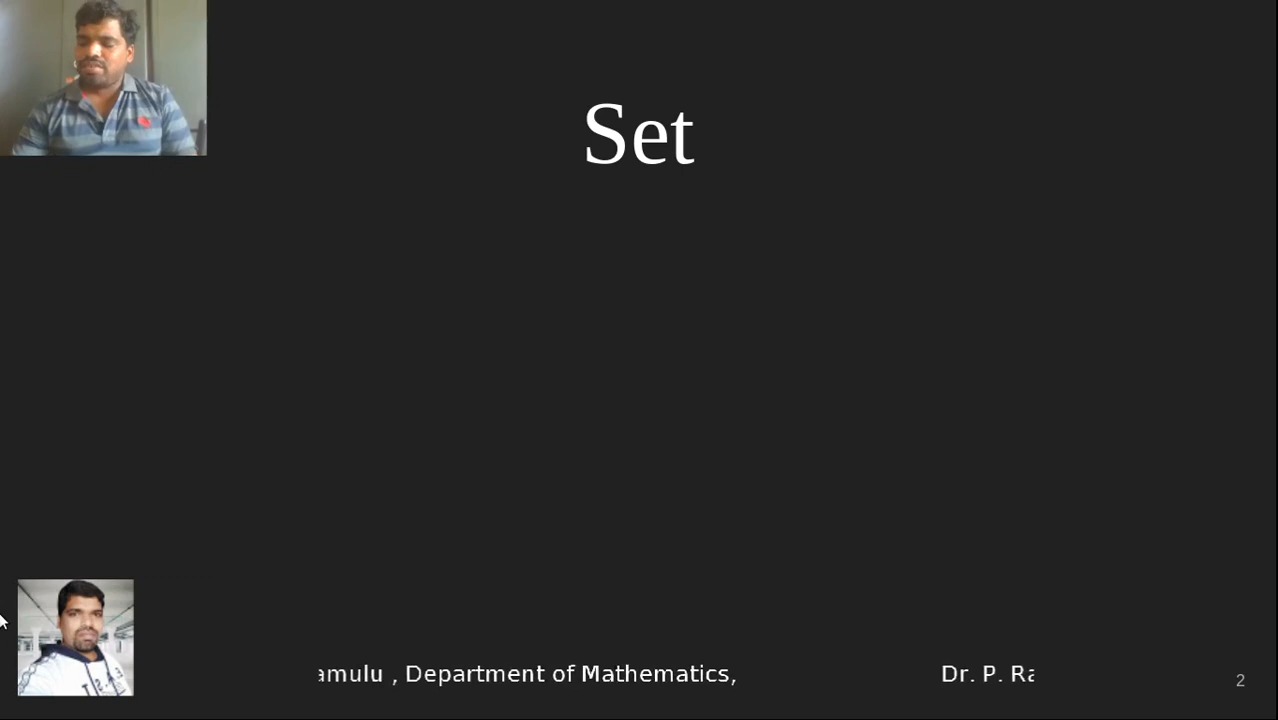 Set
amulu , Department of Mathematics,
Dr. P. Ra
2